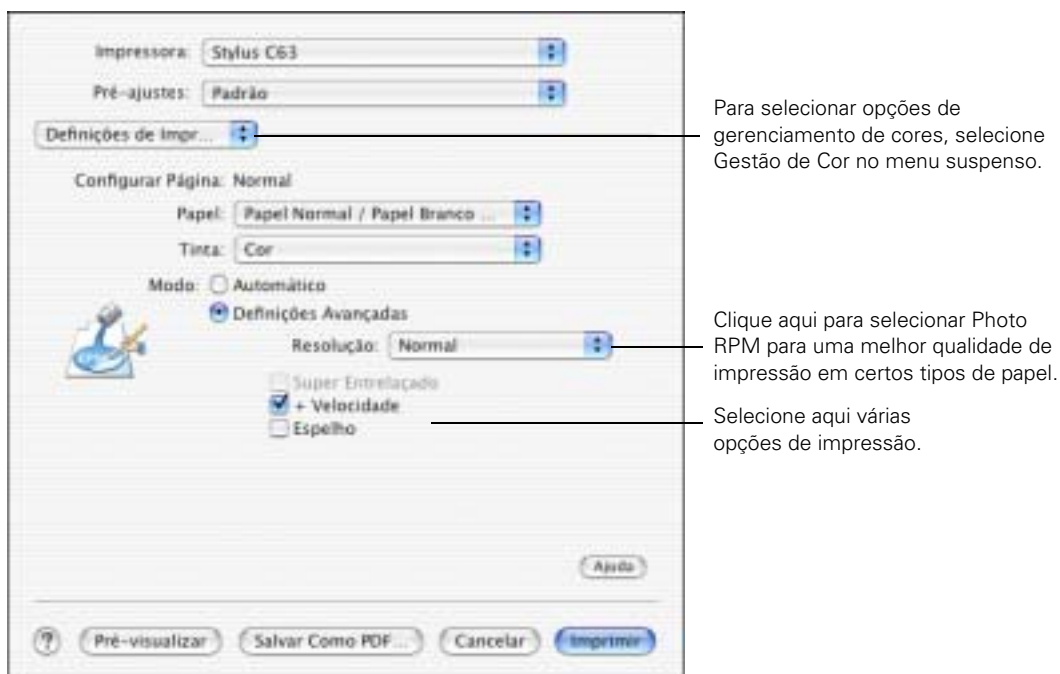 Impressora: Stylus C63
Pré-ajustes: Padrão
Definições de Impr...
Para selecionar opções de
gerenciamento de cores, selecione
Gestão de Cor no menu suspenso.
Configurar Página: Normal
Papel: Papel Normal / Papel Branco ...
Tinta: Cor
Modo: Automático
Definições Avançadas
Resolução: Normal
Clique aqui para selecionar Photo
RPM para uma melhor qualidade de
impressão em certos tipos de papel.
Super Entrelaçado
+ Velocidade
Espelho
Selecione aqui várias
opções de impressão.
Ajuda
? Pré-visualizar Salvar Como PDF... Cancelar Imprimir